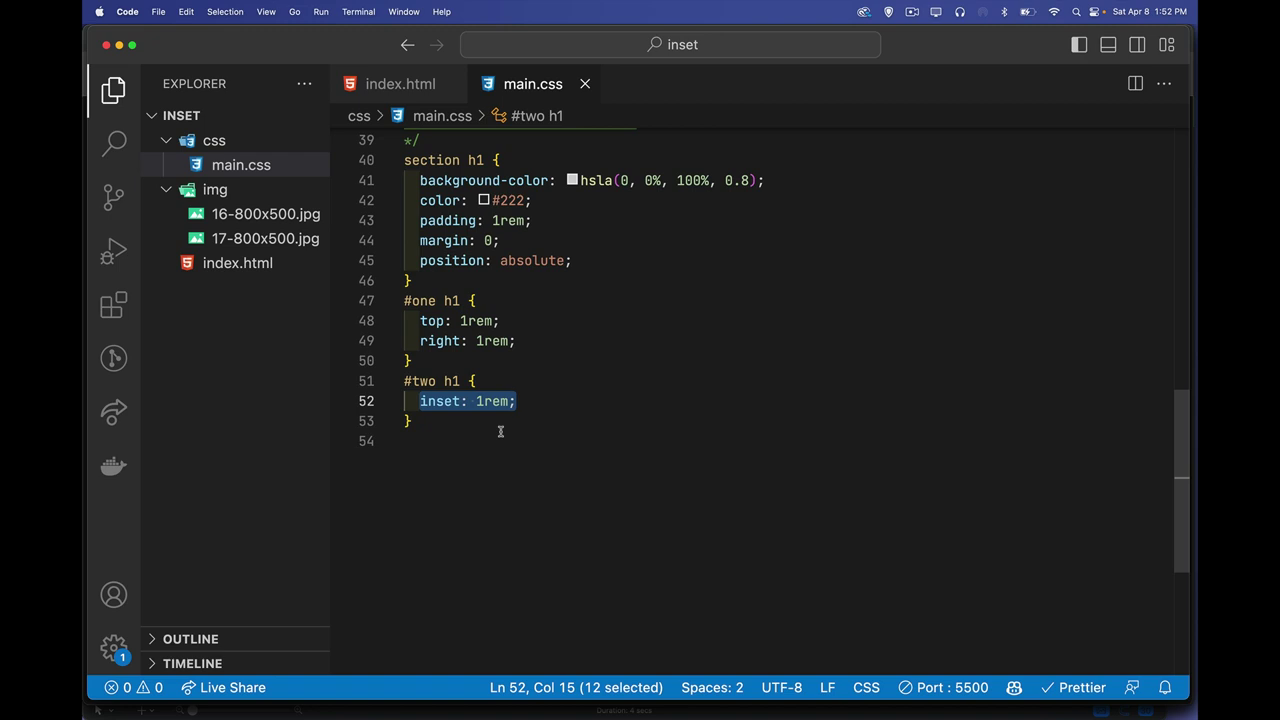 Code File Edit Selection View Go Run Terminal Window Help Sat Apr 8 1:52 PM
inset
EXPLORER
index.html
main.css
css > main.css > #two h1
INSET
css
main.css
img
16-800x500.jpg
17-800x500.jpg
index.html
39 */
40 section h1 {
41 background-color: hsla(0, 0%, 100%, 0.8);
42 color: #222;
43 padding: 1rem;
44 margin: 0;
45 position: absolute;
46 }
47 #one h1 {
48 top: 1rem;
49 right: 1rem;
50 }
51 #two h1 {
52 inset: 1rem;
53 }
54
1
OUTLINE
TIMELINE
0 0 Live Share Ln 52, Col 15 (12 selected) Spaces: 2 UTF-8 LF CSS Port : 5500 Prettier
Duration: 4 secs